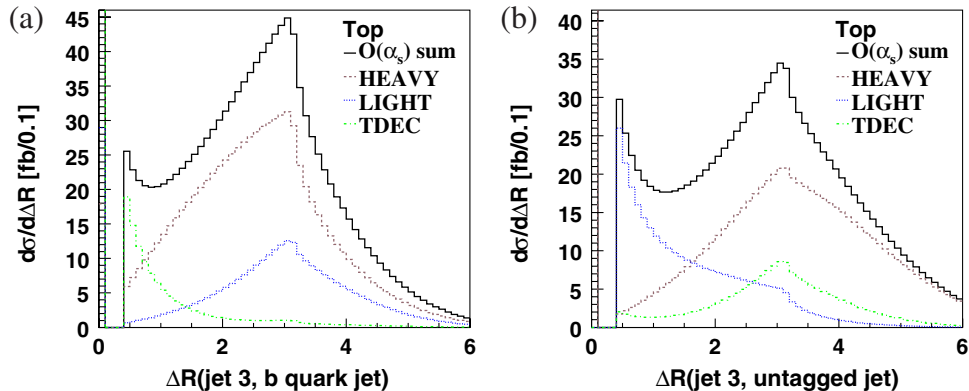 (a)
dσ/dΔR [fb/0.1]
45
40
35
30
25
20
15
10
5
0
Top
O(αs) sum
HEAVY
LIGHT
TDEC
0 2 4 6
ΔR(jet 3, b quark jet)
(b)
dσ/dΔR [fb/0.1]
40
35
30
25
20
15
10
5
0
Top
O(αs) sum
HEAVY
LIGHT
TDEC
0 2 4 6
ΔR(jet 3, untagged jet)